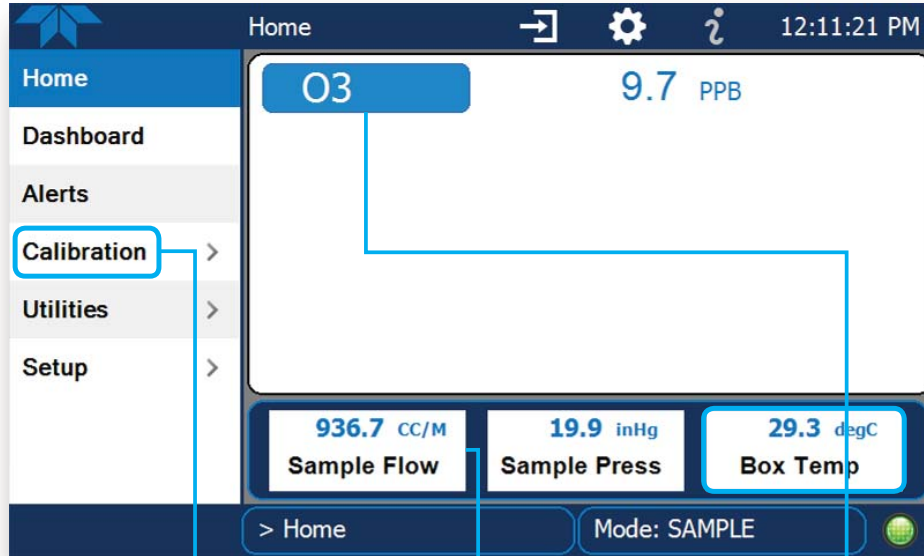 Home 12:11:21 PM
Home
Dashboard
Alerts
Calibration >
Utilities >
Setup >
O3 9.7 PPB
936.7 CC/M 19.9 inHg 29.3 degC
Sample Flow Sample Press Box Temp
> Home Mode: SAMPLE